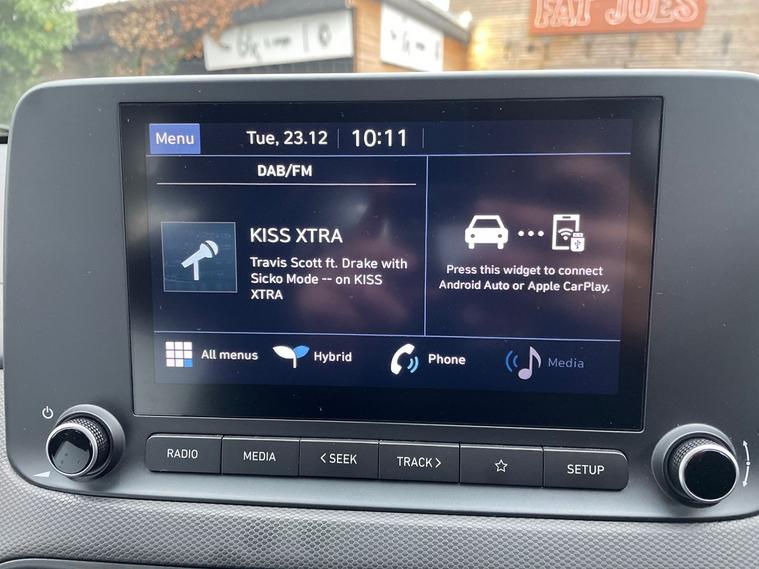 FAT JOES
Menu
Tue, 23.12
10:11
DAB/FM
KISS XTRA
Travis Scott ft. Drake with
Sicko Mode -- on KISS
XTRA
Press this widget to connect
Android Auto or Apple CarPlay.
All menus
Hybrid
Phone
Media
RADIO
MEDIA
< SEEK
TRACK >
SETUP